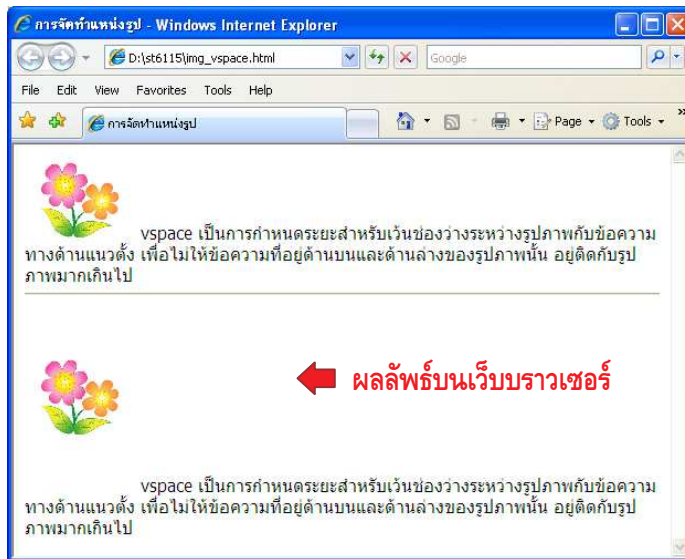 การจัดทำแหน่งรูป - Windows Internet Explorer
D:\st6115\img_vspace.html
Google
File Edit View Favorites Tools Help
การจัดทำแหน่งรูป
Page Tools
vspace เป็นการกำหนดระยะสำหรับเว้นช่องว่างระหว่างรูปภาพกับข้อความ
ทางด้านแนวตั้ง เพื่อไม่ให้ข้อความที่อยู่ด้านบนและด้านล่างของรูปภาพนั้น อยู่ติดกับรูป
ภาพมากเกินไป
ผลลัพธ์บนเว็บบราวเซอร์
vspace เป็นการกำหนดระยะสำหรับเว้นช่องว่างระหว่างรูปภาพกับข้อความ
ทางด้านแนวตั้ง เพื่อไม่ให้ข้อความที่อยู่ด้านบนและด้านล่างของรูปภาพนั้น อยู่ติดกับรูป
ภาพมากเกินไป